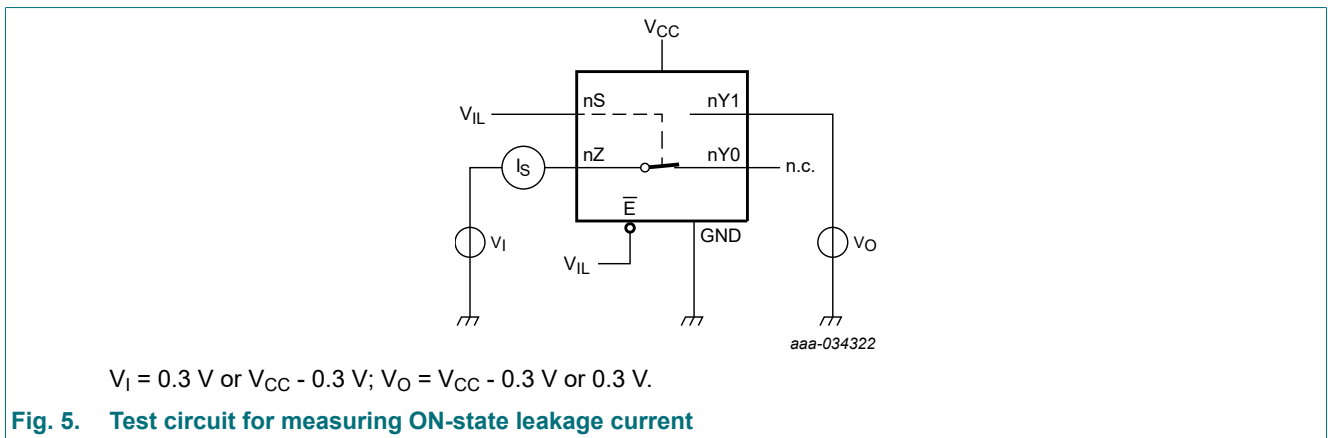 VCC
nS
nY1
VIL
nZ
nY0
IS
n.c.
E
GND
VI
VO
VIL
aaa-034322
VI = 0.3 V or VCC - 0.3 V; VO = VCC - 0.3 V or 0.3 V.
Fig. 5. Test circuit for measuring ON-state leakage current